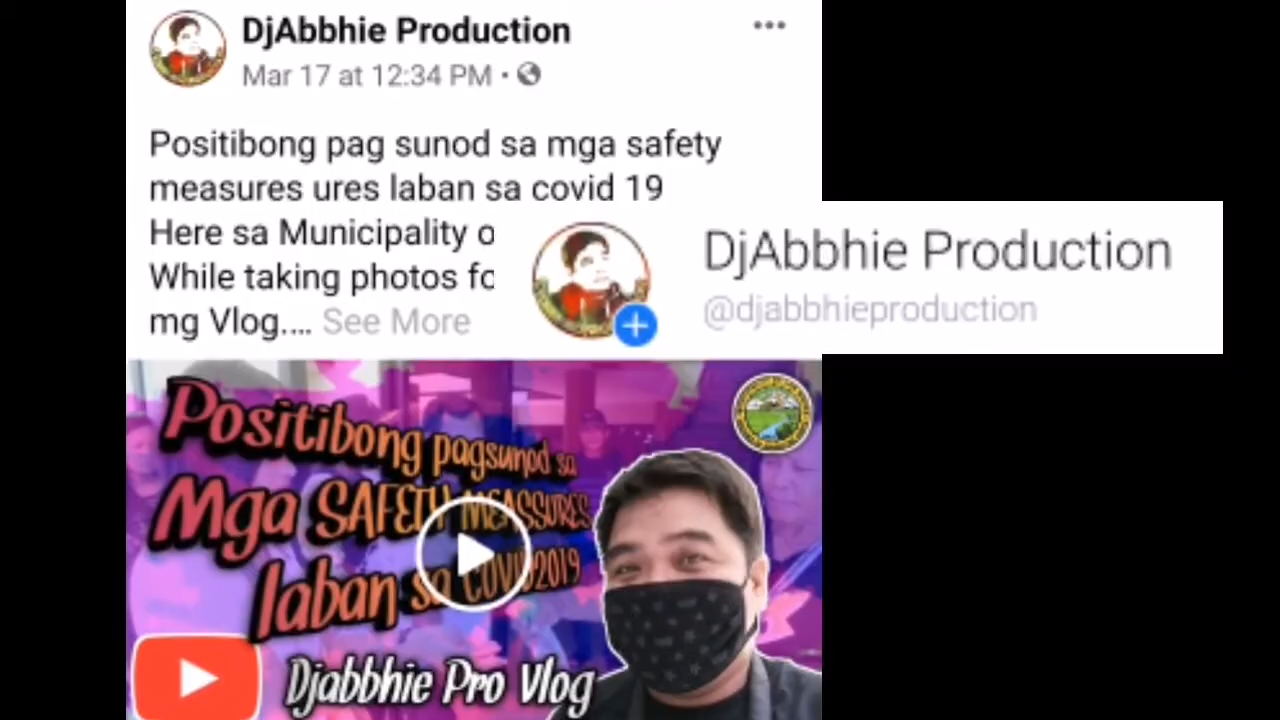 DjAbbhie Production
Mar 17 at 12:34 PM
Positibong pag sunod sa mga safety
measures ures laban sa covid 19
Here sa Municipality
While taking photos
mg Vlog.... See More
DjAbbhie Production
@djabbhieproduction
Positibong pagsunod sa
Mga SAFETY MEASSURES
laban sa COVID2019
Djabbhie Pro Vlog